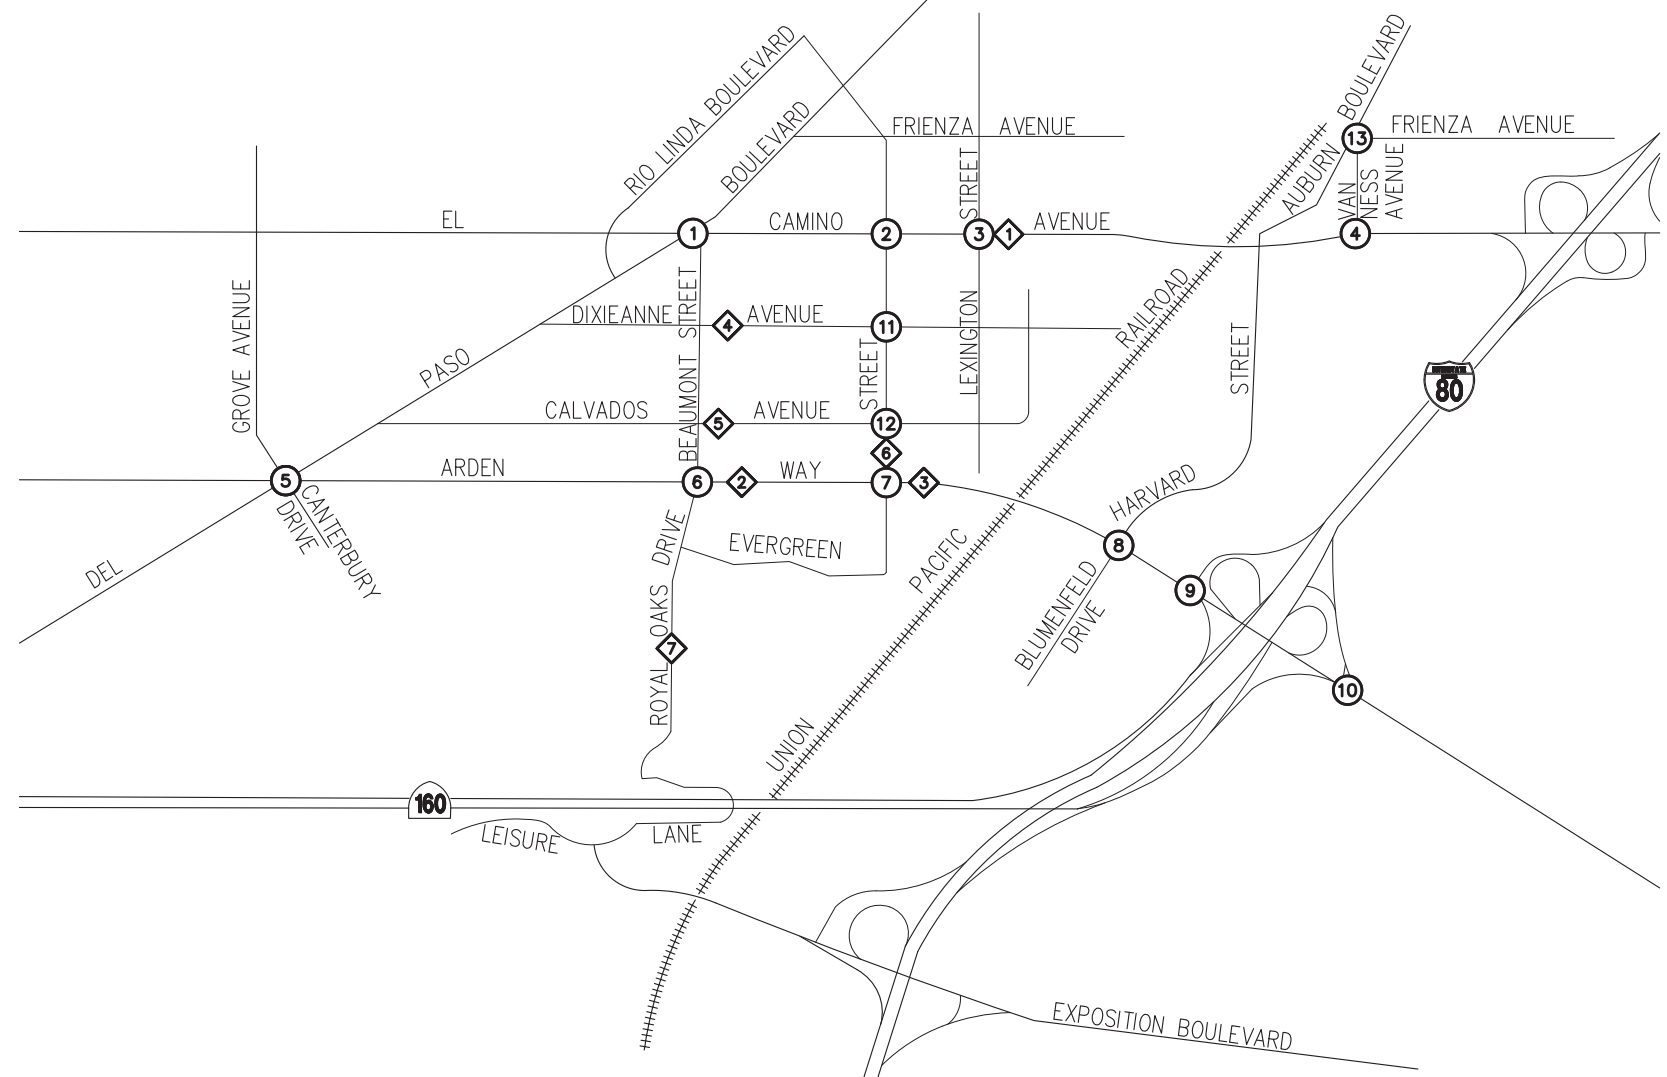 RIO LINDA BOULEVARD
BOULEVARD
FRIENZA AVENUE
STREET
BOULEVARD
AUBURN
13
FRIENZA AVENUE
VAN
NESS
AVENUE
EL
1
CAMINO
2
3
1
AVENUE
4
GROVE AVENUE
DIXIEANNE
4
AVENUE
11
BEAUMONT STREET
STREET
LEXINGTON
RAILROAD
STREET
80
PASO
CALVADOS
5
AVENUE
12
6
5
ARDEN
6
2
WAY
7
3
CANTERBURY
DRIVE
HARVARD
8
9
DEL
EVERGREEN
PACIFIC
BLUMENFELD
DRIVE
ROYAL OAKS DRIVE
7
10
UNION
160
LEISURE LANE
EXPOSITION BOULEVARD